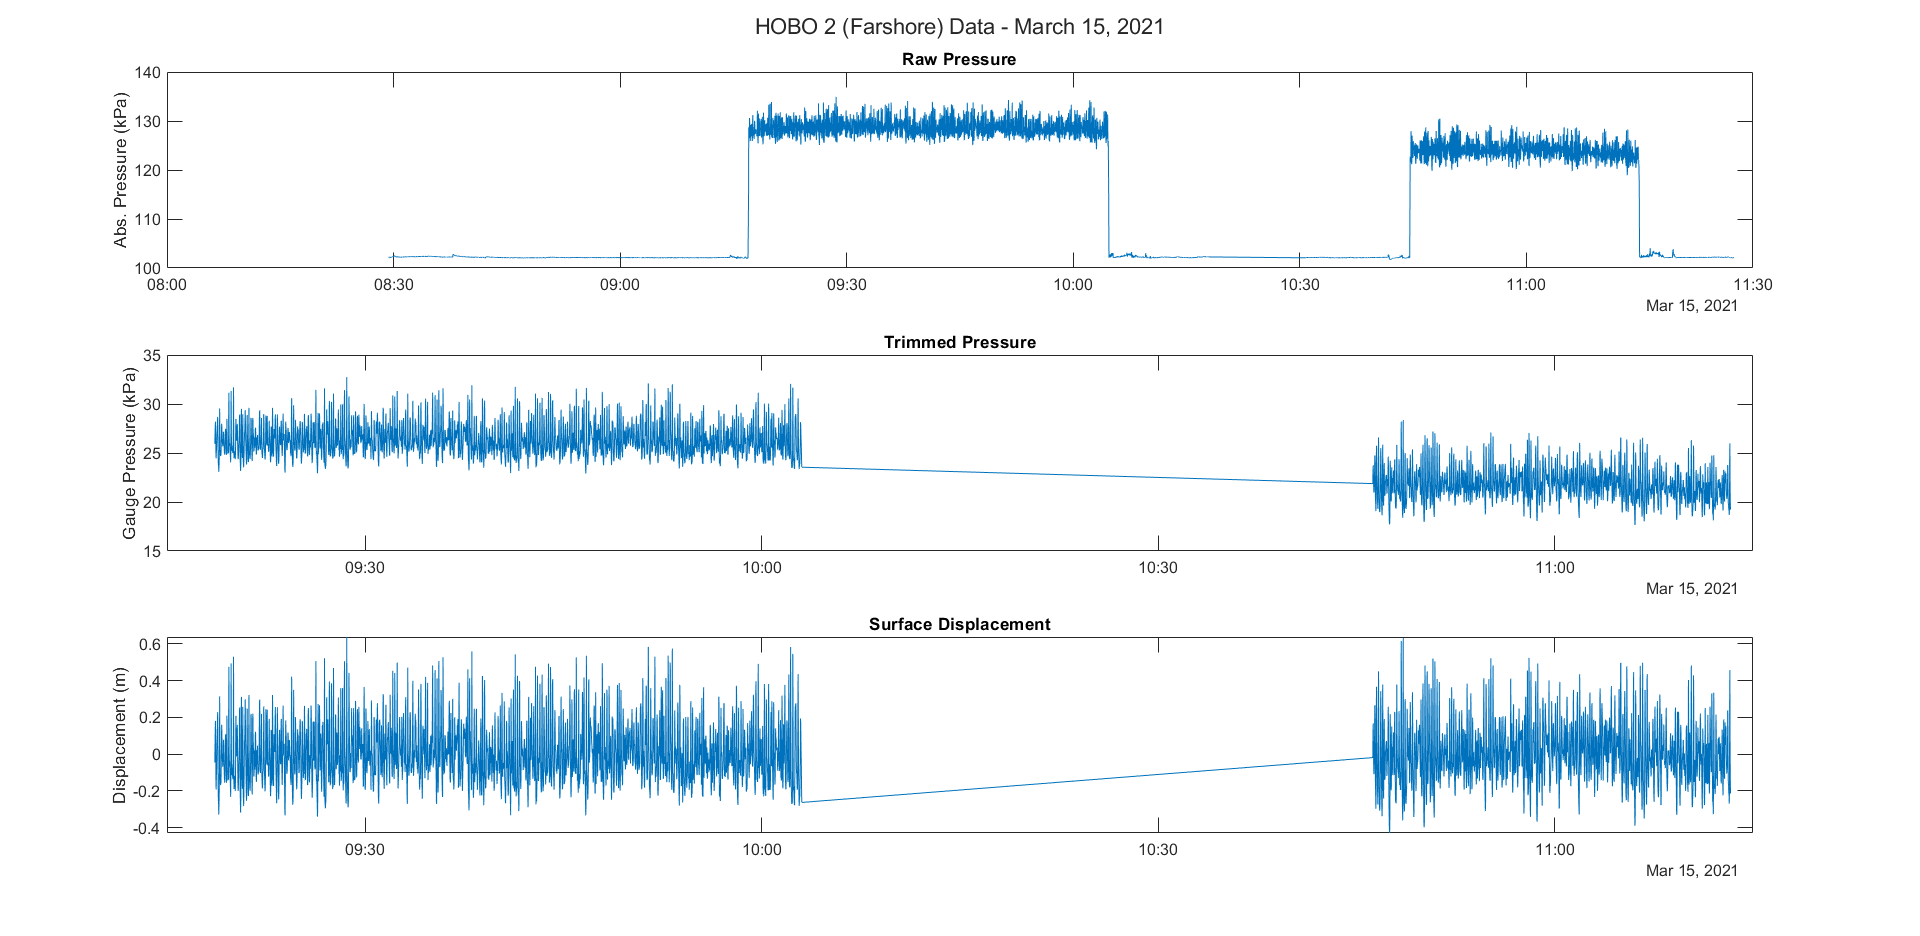 HOBO 2 (Farshore) Data - March 15, 2021
Raw Pressure
Abs. Pressure (kPa)
140
130
120
110
100
08:00 08:30 09:00 09:30 10:00 10:30 11:00 11:30
Mar 15, 2021
Trimmed Pressure
Gauge Pressure (kPa)
35
30
25
20
15
09:30 10:00 10:30 11:00
Mar 15, 2021
Surface Displacement
Displacement (m)
0.6
0.4
0.2
0
-0.2
-0.4
09:30 10:00 10:30 11:00
Mar 15, 2021